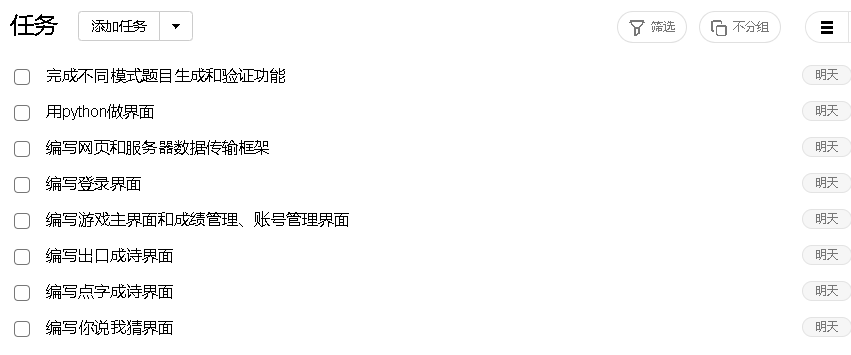 任务 添加任务 筛选 不分组
完成不同模式题目生成和验证功能 明天
用python做界面 明天
编写网页和服务器数据传输框架 明天
编写登录界面 明天
编写游戏主界面和成绩管理、账号管理界面 明天
编写出口成诗界面 明天
编写点字成诗界面 明天
编写你说我猜界面 明天